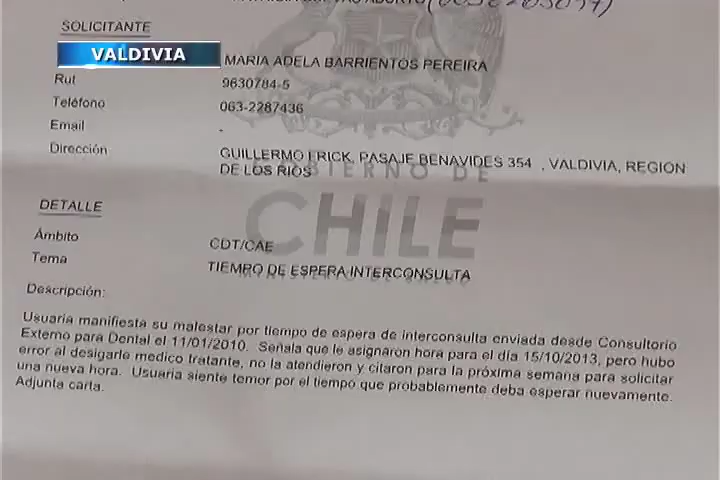 SOLICITANTE
VALDIVIA
MARIA ADELA BARRIENTOS PEREIRA
Rut
9630784-5
Teléfono
063-2287436
Email
-
Dirección
GUILLERMO FRICK, PASAJE BENAVIDES 354 , VALDIVIA, REGION
DE LOS RIOS
GOBIERNO DE
CHILE
DETALLE
Ámbito
CDT/CAE
Tema
TIEMPO DE ESPERA INTERCONSULTA
Descripción:
Usuaria manifiesta su malestar por tiempo de espera de interconsulta enviada desde Consultorio
Externo para Dental el 11/01/2010. Señala que le asignaron hora para el día 15/10/2013, pero hubo
error al desigarle medico tratante, no la atendieron y citaron para la próxima semana para solicitar
una nueva hora. Usuaria siente temor por el tiempo que probablemente deba esperar nuevamente.
Adjunta carta.